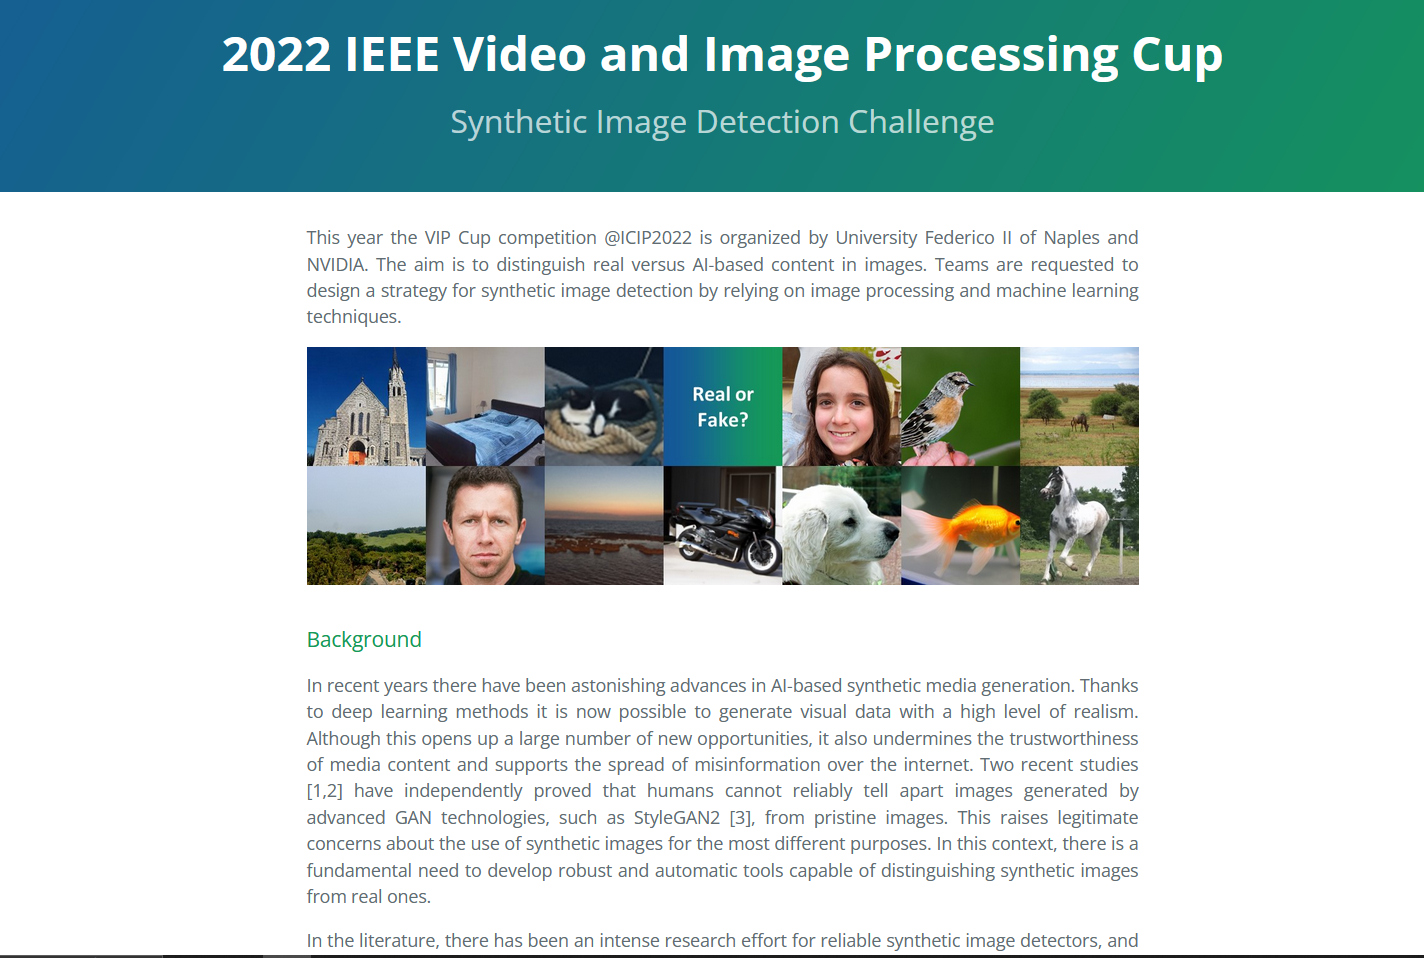 2022 IEEE Video and Image Processing Cup
Synthetic Image Detection Challenge
This year the VIP Cup competition @ICIP2022 is organized by University Federico II of Naples and
NVIDIA. The aim is to distinguish real versus AI-based content in images. Teams are requested to
design a strategy for synthetic image detection by relying on image processing and machine learning
techniques.
Real or
Fake?
Background
In recent years there have been astonishing advances in AI-based synthetic media generation. Thanks
to deep learning methods it is now possible to generate visual data with a high level of realism.
Although this opens up a large number of new opportunities, it also undermines the trustworthiness
of media content and supports the spread of misinformation over the internet. Two recent studies
[1,2] have independently proved that humans cannot reliably tell apart images generated by
advanced GAN technologies, such as StyleGAN2 [3], from pristine images. This raises legitimate
concerns about the use of synthetic images for the most different purposes. In this context, there is a
fundamental need to develop robust and automatic tools capable of distinguishing synthetic images
from real ones.
In the literature, there has been an intense research effort for reliable synthetic image detectors, and